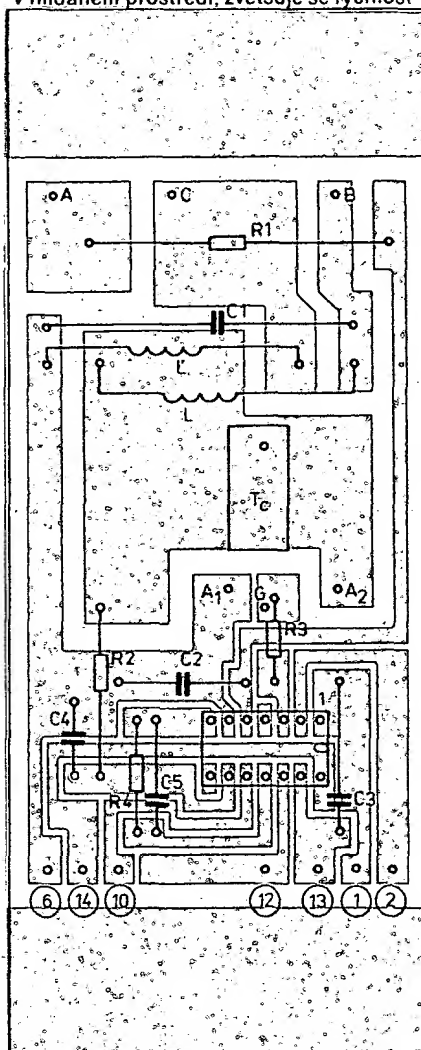 v hlídaném prostředí, zvětšuje se rychlost
A C B
R1
C1
L'
L
Tc
A1 G A2
R2 R3
C2
1
C4
R4 C5 C3
6 14 10 12 13 1 2